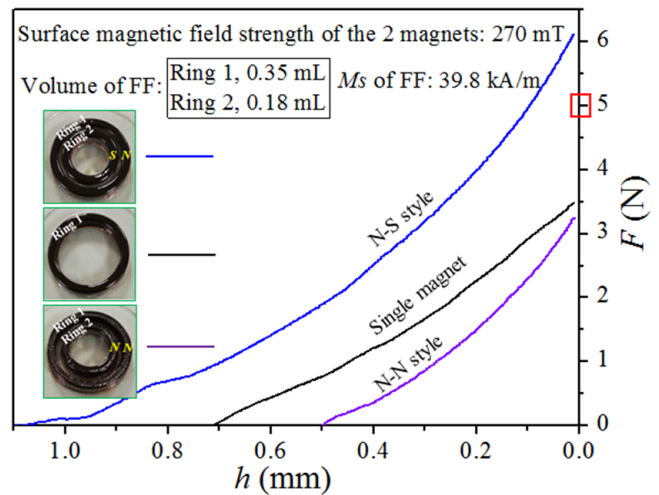 Surface magnetic field strength of the 2 magnets: 270 mT
Volume of FF:
Ring 1, 0.35 mL
Ring 2, 0.18 mL
Ms of FF: 39.8 kA/m
Ring 1
Ring 2
S N
Ring 1
Ring 1
Ring 2
N N
N-S style
Single magnet
N-N style
6
5
4
3
2
1
0
F (N)
1.0 0.8 0.6 0.4 0.2 0.0
h (mm)